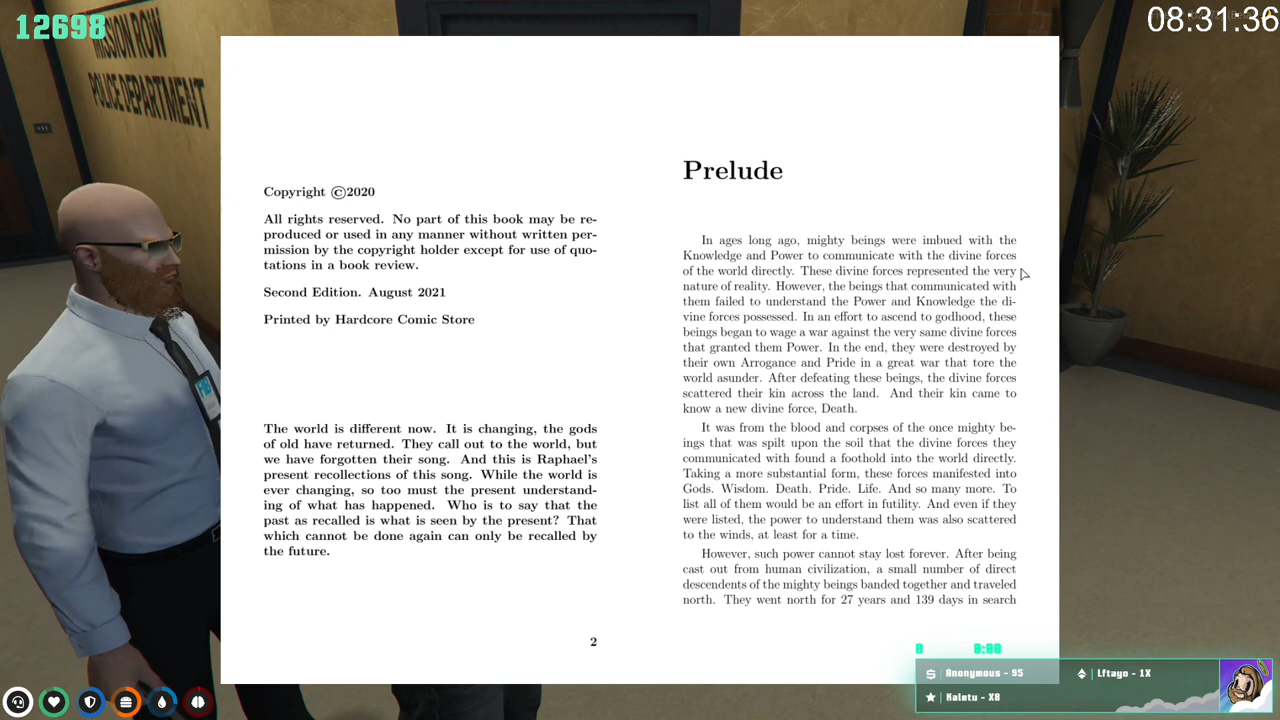 12698
MISSION ROW
POLICE DEPARTMENT
08:31:36
Copyright ©2020
All rights reserved. No part of this book may be re-
produced or used in any manner without written per-
mission by the copyright holder except for use of quo-
tations in a book review.
Second Edition. August 2021
Printed by Hardcore Comic Store
The world is different now. It is changing, the gods
of old have returned. They call out to the world, but
we have forgotten their song. And this is Raphael's
present recollections of this song. While the world is
ever changing, so too must the present understand-
ing of what has happened. Who is to say that the
past as recalled is what is seen by the present? That
which cannot be done again can only be recalled by
the future.
2
Prelude
In ages long ago, mighty beings were imbued with the
Knowledge and Power to communicate with the divine forces
of the world directly. These divine forces represented the very
nature of reality. However, the beings that communicated with
them failed to understand the Power and Knowledge the di-
vine forces possessed. In an effort to ascend to godhood, these
beings began to wage a war against the very same divine forces
that granted them Power. In the end, they were destroyed by
their own Arrogance and Pride in a great war that tore the
world asunder. After defeating these beings, the divine forces
scattered their kin across the land. And their kin came to
know a new divine force, Death.
It was from the blood and corpses of the once mighty be-
ings that was spilt upon the soil that the divine forces they
communicated with found a foothold into the world directly.
Taking a more substantial form, these forces manifested into
Gods. Wisdom. Death. Pride. Life. And so many more. To
list all of them would be an effort in futility. And even if they
were listed, the power to understand them was also scattered
to the winds, at least for a time.
However, such power cannot stay lost forever. After being
cast out from human civilization, a small number of direct
descendents of the mighty beings banded together and traveled
north. They went north for 27 years and 139 days in search
0 0:00
Anonymous - 95
Lftayo - 1X
Kalotu - X8